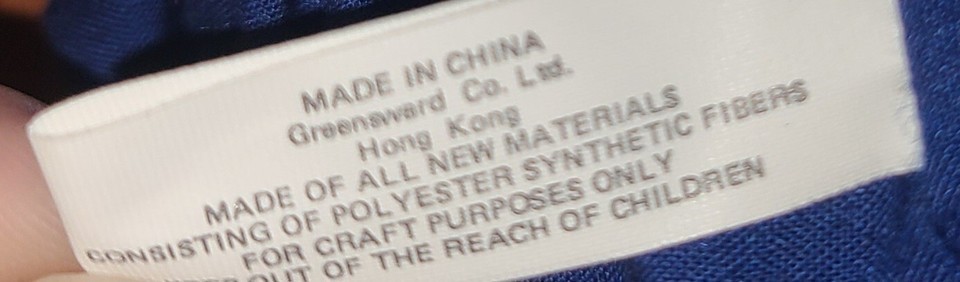 MADE IN CHINA
Greensward Co. Ltd.
Hong Kong
MADE OF ALL NEW MATERIALS
CONSISTING OF POLYESTER SYNTHETIC FIBERS
FOR CRAFT PURPOSES ONLY
OUT OF THE REACH OF CHILDREN